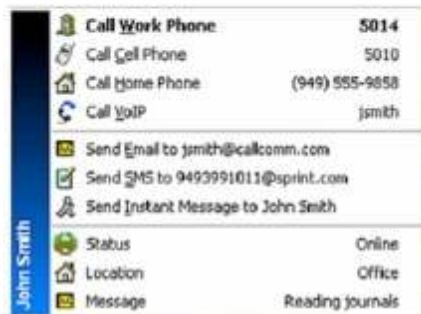 Call Work Phone 5014
Call Cell Phone 5010
Call Home Phone (949) 555-9858
Call VoIP jsmith
Send Email to jsmith@callcomm.com
Send SMS to 9493991011@sprint.com
Send Instant Message to John Smith
Status Online
Location Office
Message Reading journals
John Smith